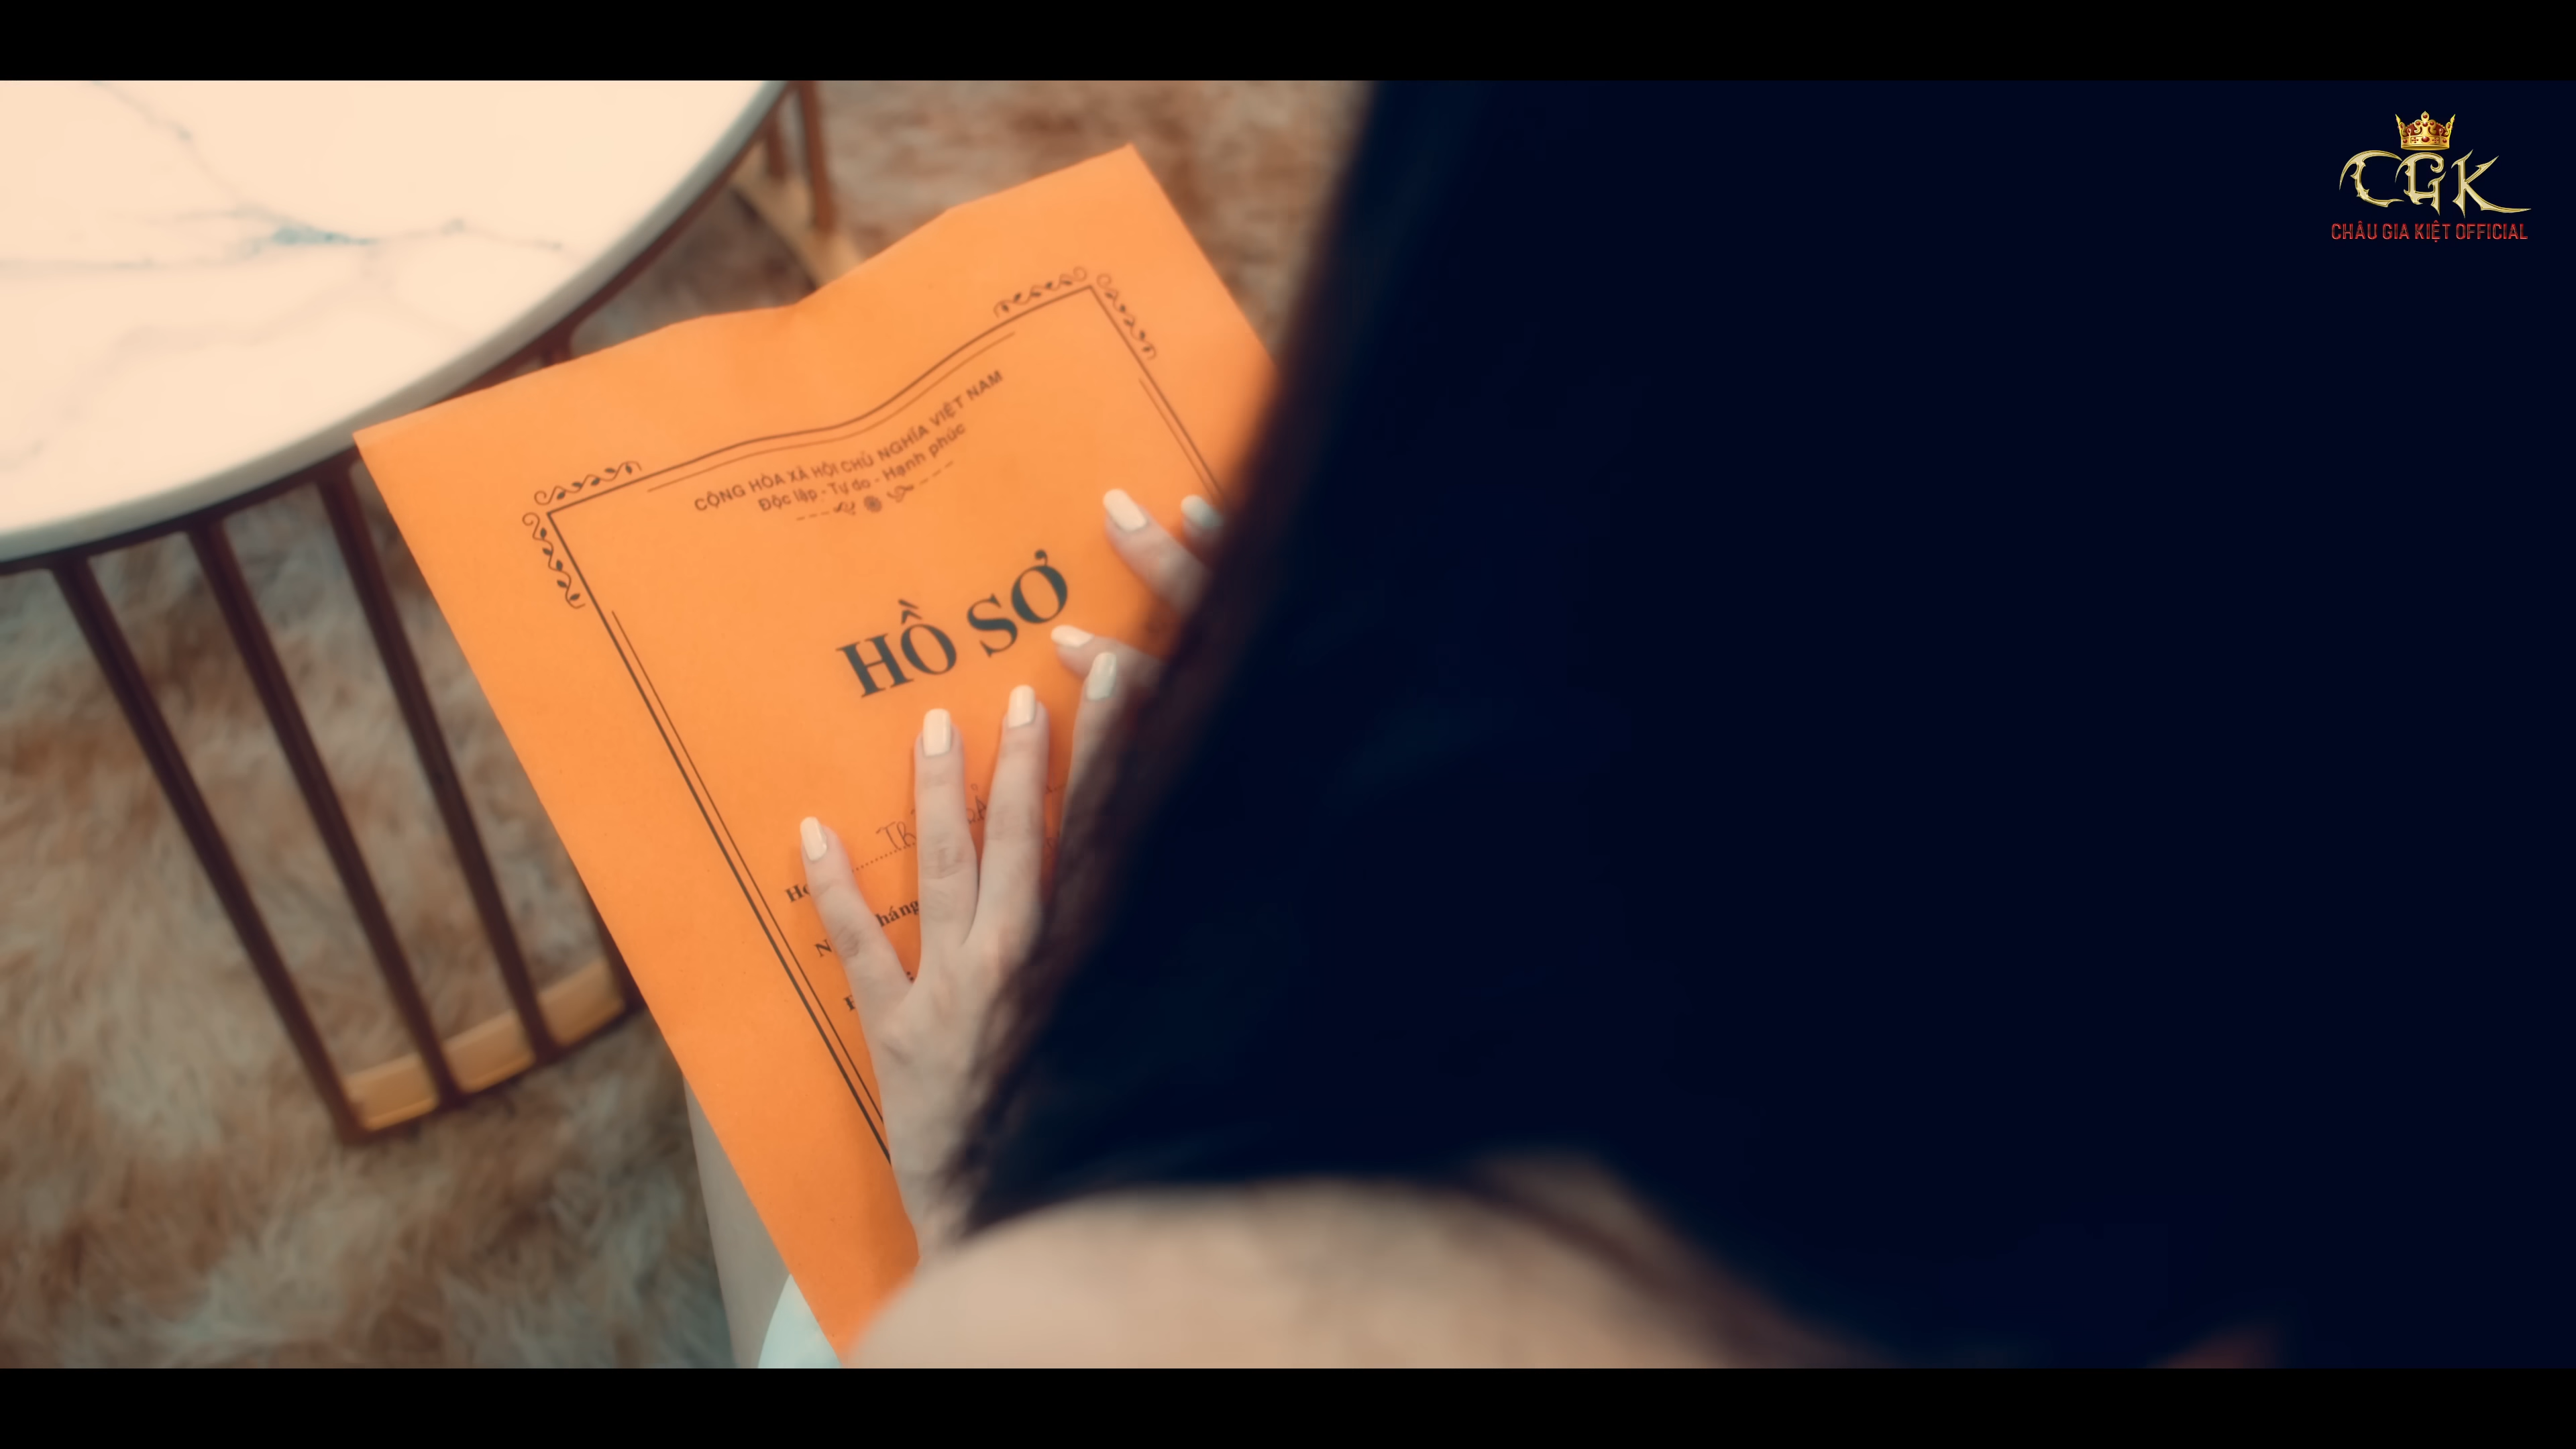 CGK
CHÂU GIA KIỆT OFFICIAL
CỘNG HÒA XÃ HỘI CHỦ NGHĨA VIỆT NAM
Độc lập - Tự do - Hạnh phúc
HỒ SƠ